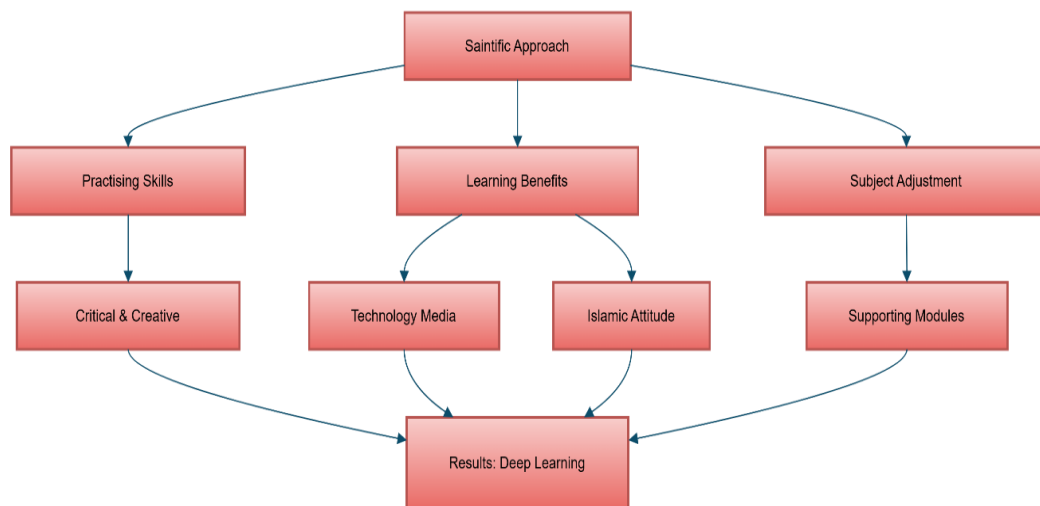 Saintific Approach
Practising Skills
Learning Benefits
Subject Adjustment
Critical & Creative
Technology Media
Islamic Attitude
Supporting Modules
Results: Deep Learning